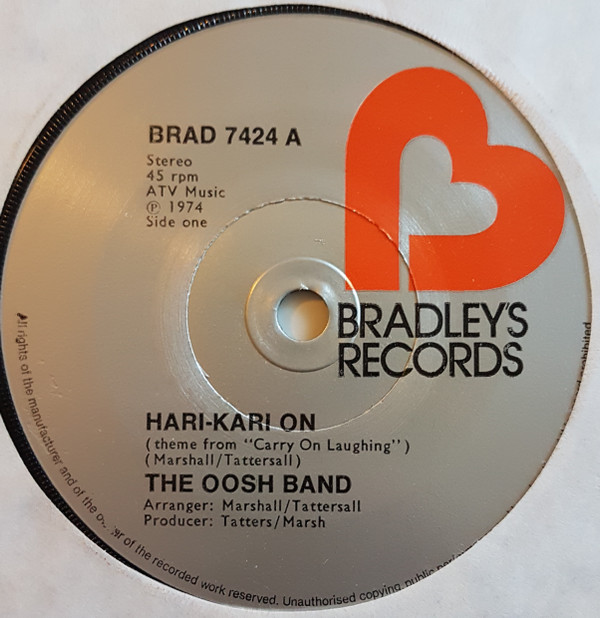 BRAD 7424 A
Stereo
45 rpm
ATV Music
Ⓟ 1974
Side one
BRADLEY'S
RECORDS
HARI-KARI ON
(theme from "Carry On Laughing")
(Marshall/Tattersall)
THE OOSH BAND
Arranger: Marshall/Tattersall
Producer: Tatters/Marsh
All rights of the manufacturer and of the owner of the recorded work reserved. Unauthorised copying, public prohibited